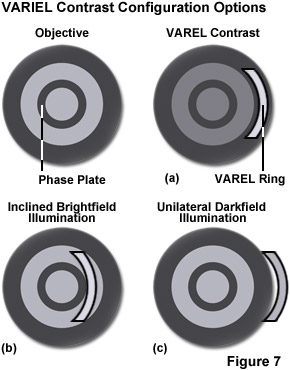 VARIEL Contrast Configuration Options
Objective
VAREL Contrast
Phase Plate
(a)
VAREL Ring
Inclined Brightfield
Illumination
Unilateral Darkfield
Illumination
(b)
(c)
Figure 7